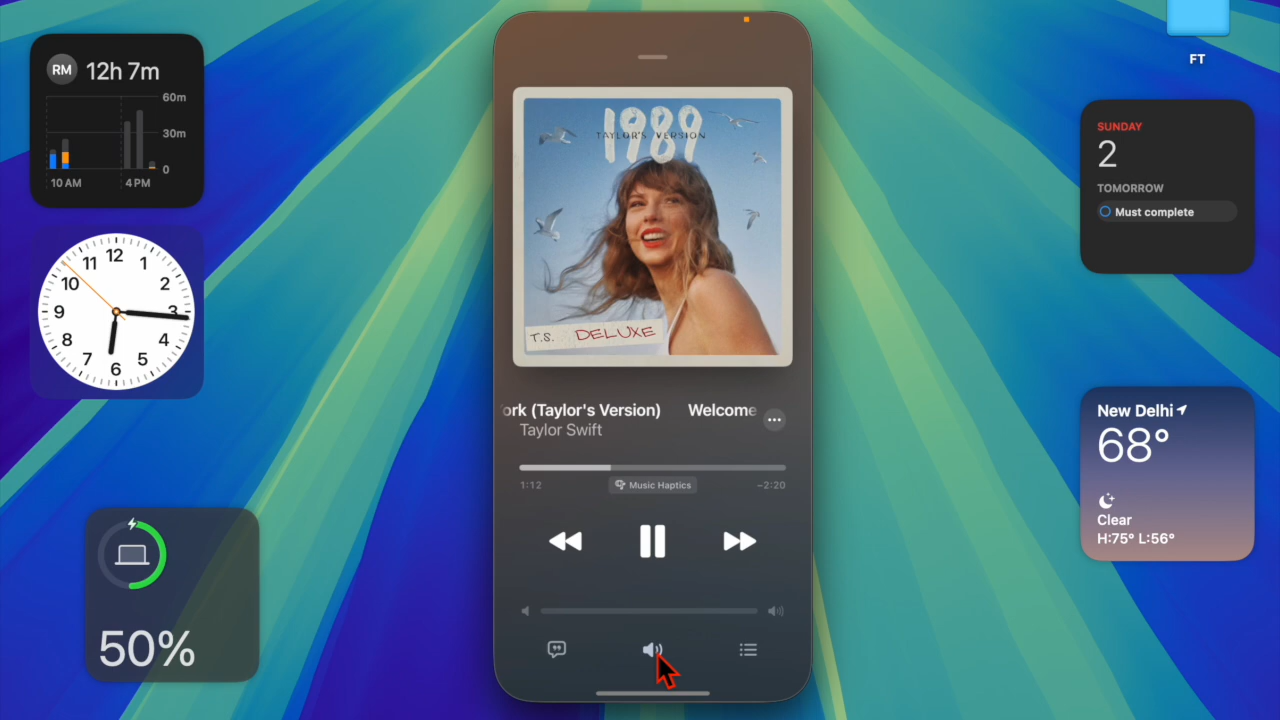 RM 12h 7m
60m
30m
0
10 AM 4 PM
12
1
2
3
4
5
6
7
8
9
10
11
50%
1989
TAYLOR'S VERSION
T.S. DELUXE
ork (Taylor's Version) Welcome
Taylor Swift
1:12 Music Haptics -2:20
FT
SUNDAY
2
TOMORROW
Must complete
New Delhi
68°
Clear
H:75° L:56°